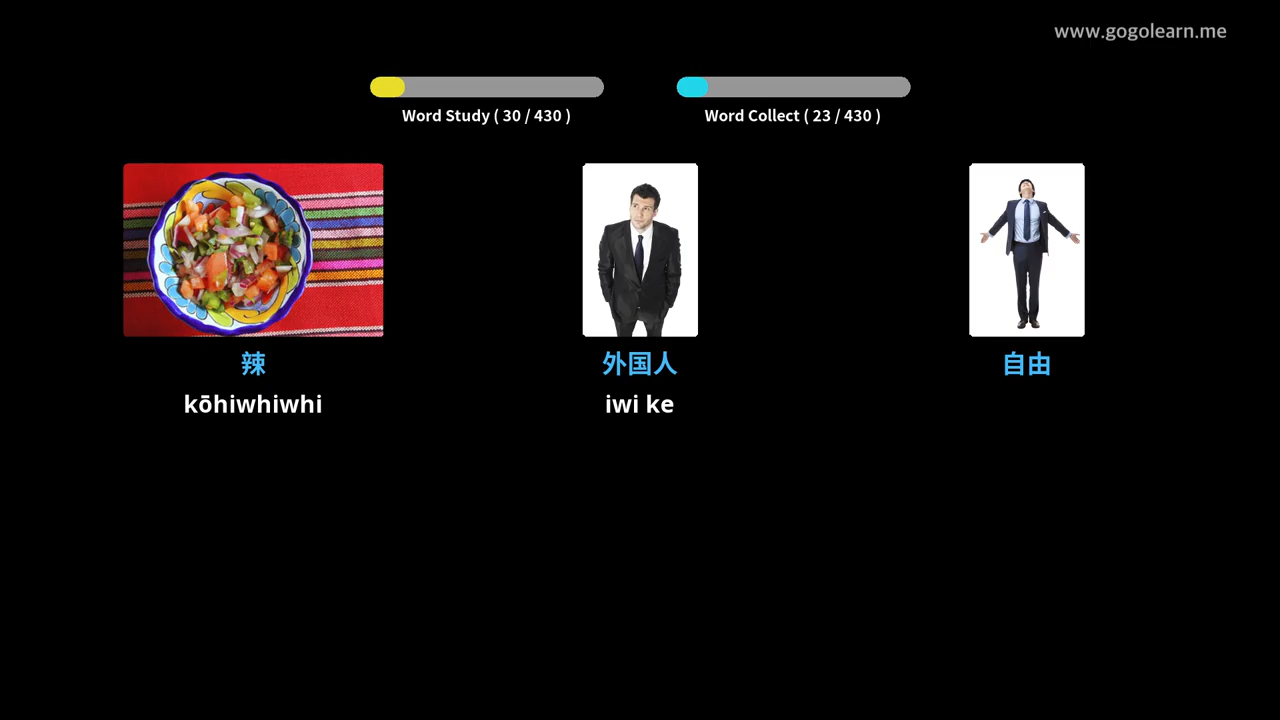 www.gogolearn.me
Word Study ( 30 / 430 )
Word Collect ( 23 / 430 )
辣
外国人
自由
kōhiwhiwhi
iwi ke